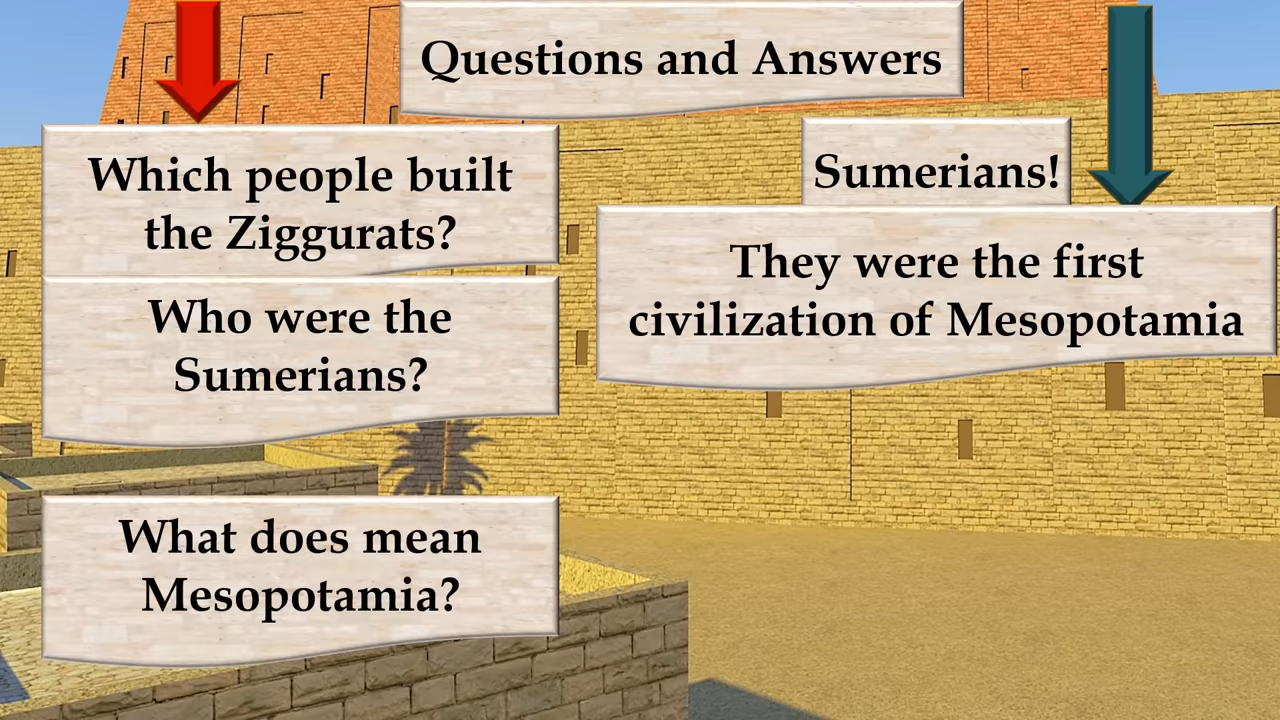 Questions and Answers
Which people built
the Ziggurats?
Sumerians!
Who were the
Sumerians?
They were the first
civilization of Mesopotamia
What does mean
Mesopotamia?